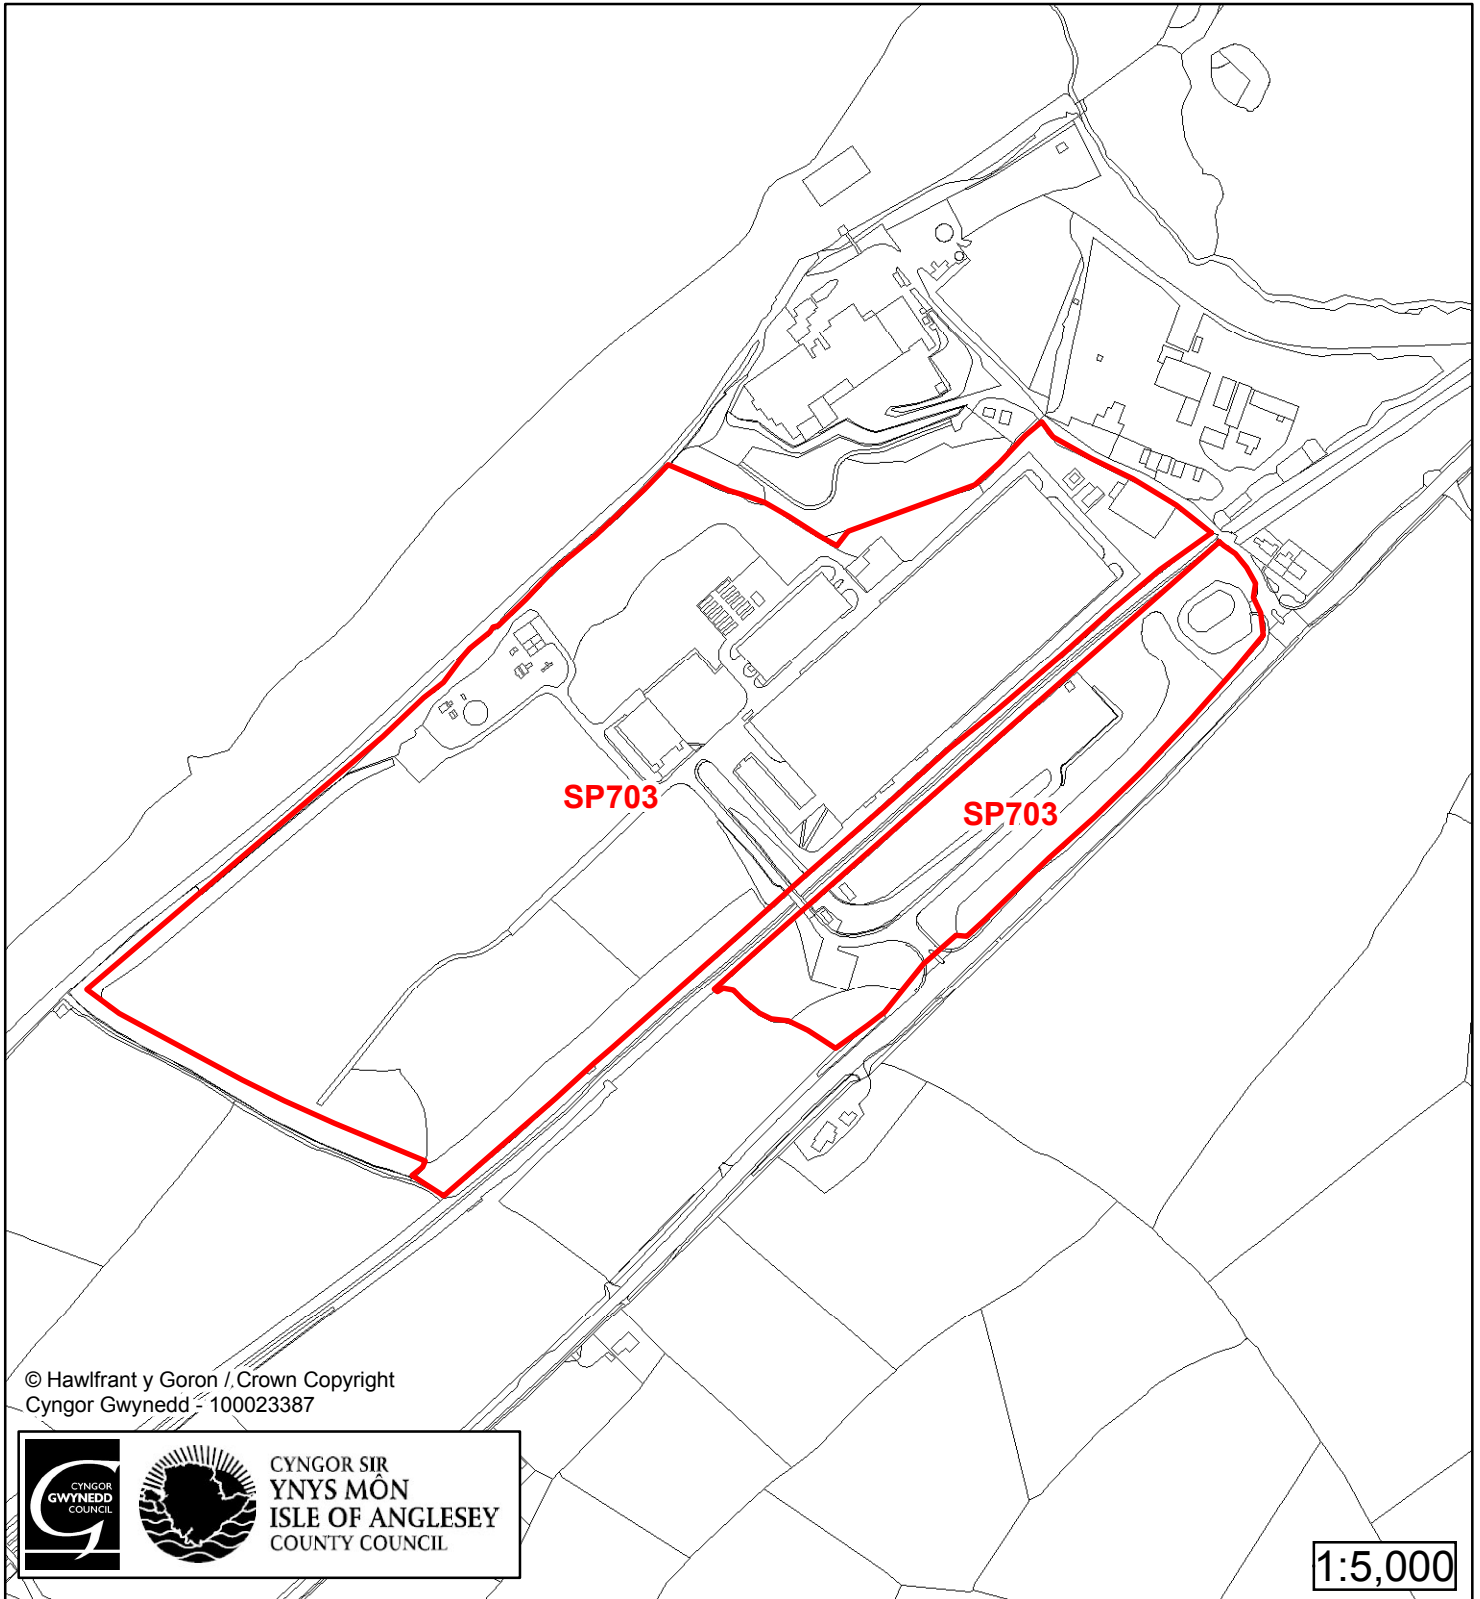 SP703
SP703
© Hawlfraint y Goron / Crown Copyright
Cyngor Gwynedd - 100023387
CYNGOR
GWYNEDD
COUNCIL
CYNGOR SIR
YNYS MÔN
ISLE OF ANGLESEY
COUNTY COUNCIL
1:5,000